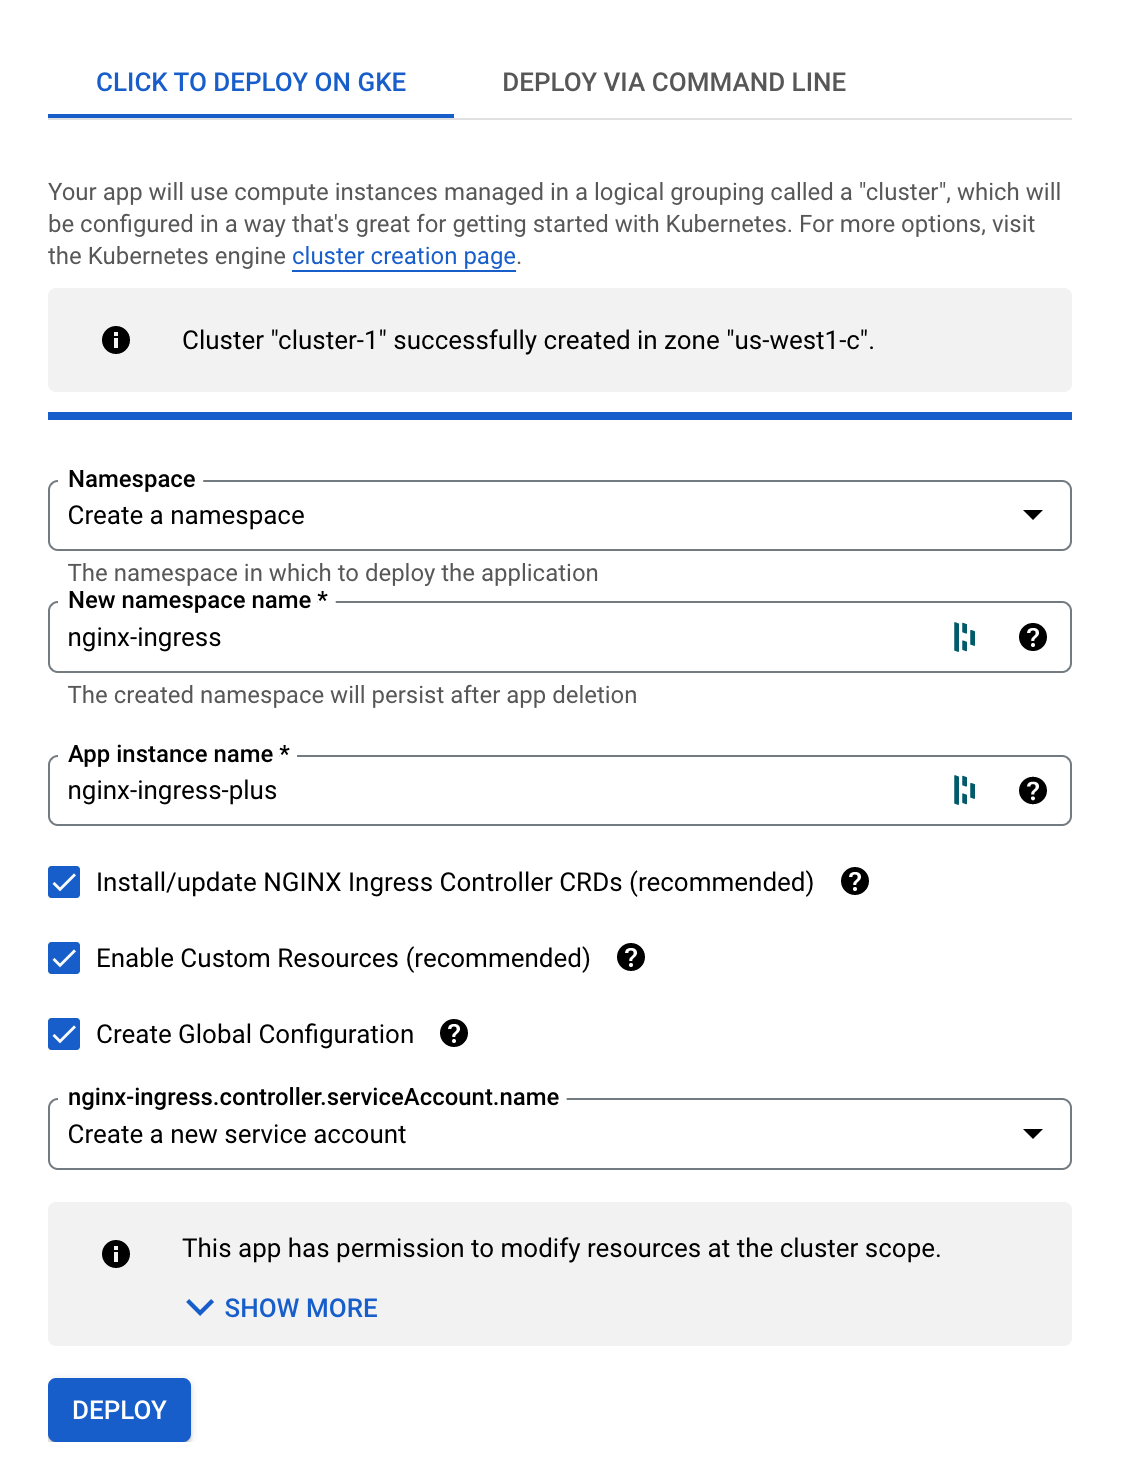 CLICK TO DEPLOY ON GKE
DEPLOY VIA COMMAND LINE
Your app will use compute instances managed in a logical grouping called a "cluster", which will
be configured in a way that's great for getting started with Kubernetes. For more options, visit
the Kubernetes engine cluster creation page.
Cluster "cluster-1" successfully created in zone "us-west1-c".
Namespace
Create a namespace
The namespace in which to deploy the application
New namespace name *
nginx-ingress
The created namespace will persist after app deletion
App instance name *
nginx-ingress-plus
Install/update NGINX Ingress Controller CRDs (recommended)
Enable Custom Resources (recommended)
Create Global Configuration
nginx-ingress.controller.serviceAccount.name
Create a new service account
This app has permission to modify resources at the cluster scope.
SHOW MORE
DEPLOY